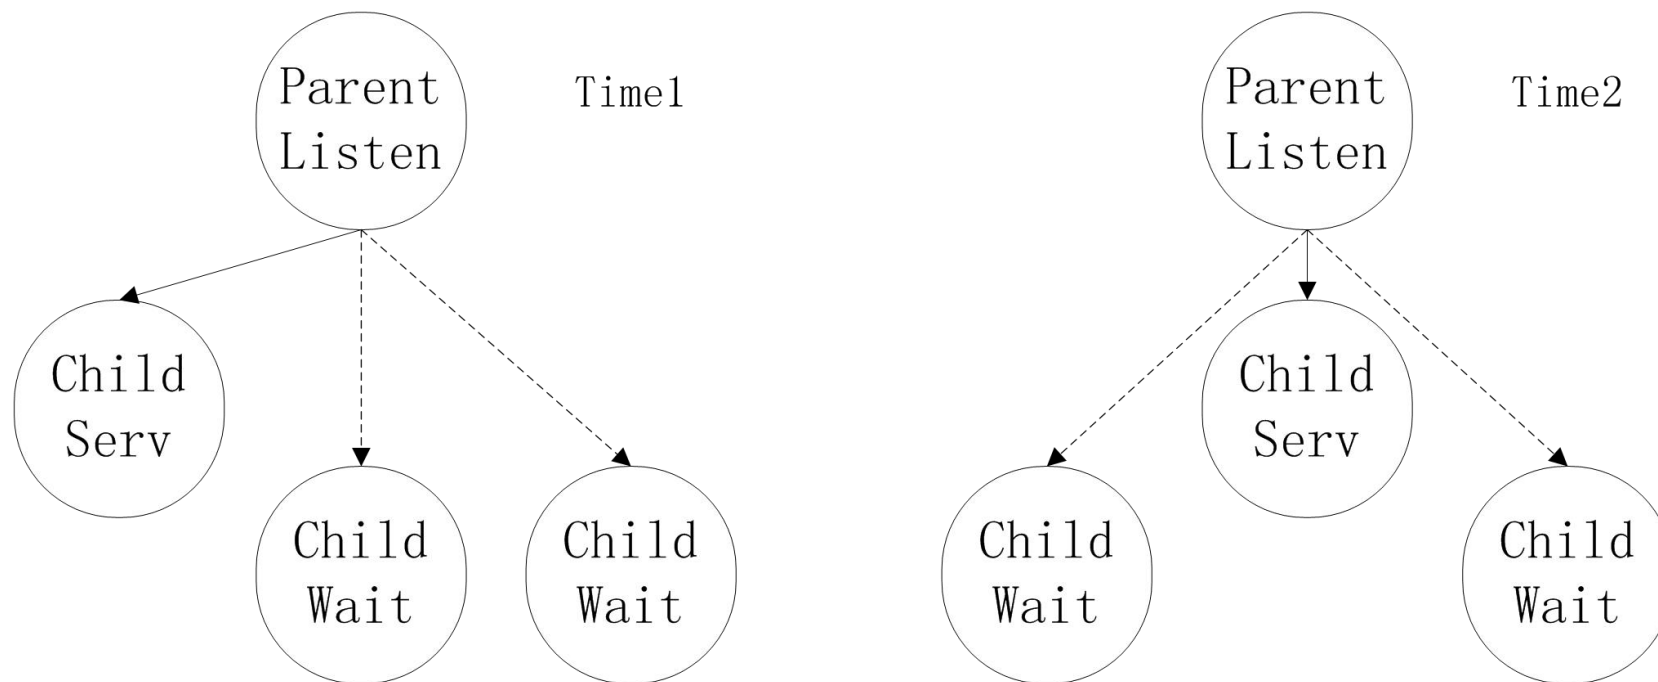 Parent
Listen
Time1
Child
Serv
Child
Wait
Child
Wait
Parent
Listen
Time2
Child
Wait
Child
Serv
Child
Wait